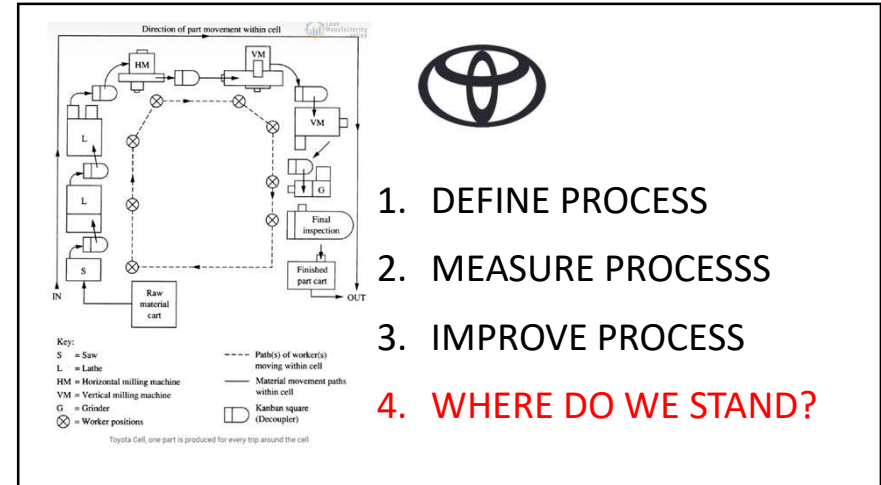 Direction of part movement within cell
Lean
Manufacturing
HM
VM
L
VM
G
L
Final
inspection
S
Finished
part cart
Raw
material
cart
IN
OUT
Key:
S = Saw
L = Lathe
HM = Horizontal milling machine
VM = Vertical milling machine
G = Grinder
= Worker positions
Path(s) of worker(s)
moving within cell
Material movement paths
within cell
Kanban square
(Decoupler)
Toyota Cell, one part is produced for every trip around the cell
1. DEFINE PROCESS
2. MEASURE PROCESSS
3. IMPROVE PROCESS
4. WHERE DO WE STAND?